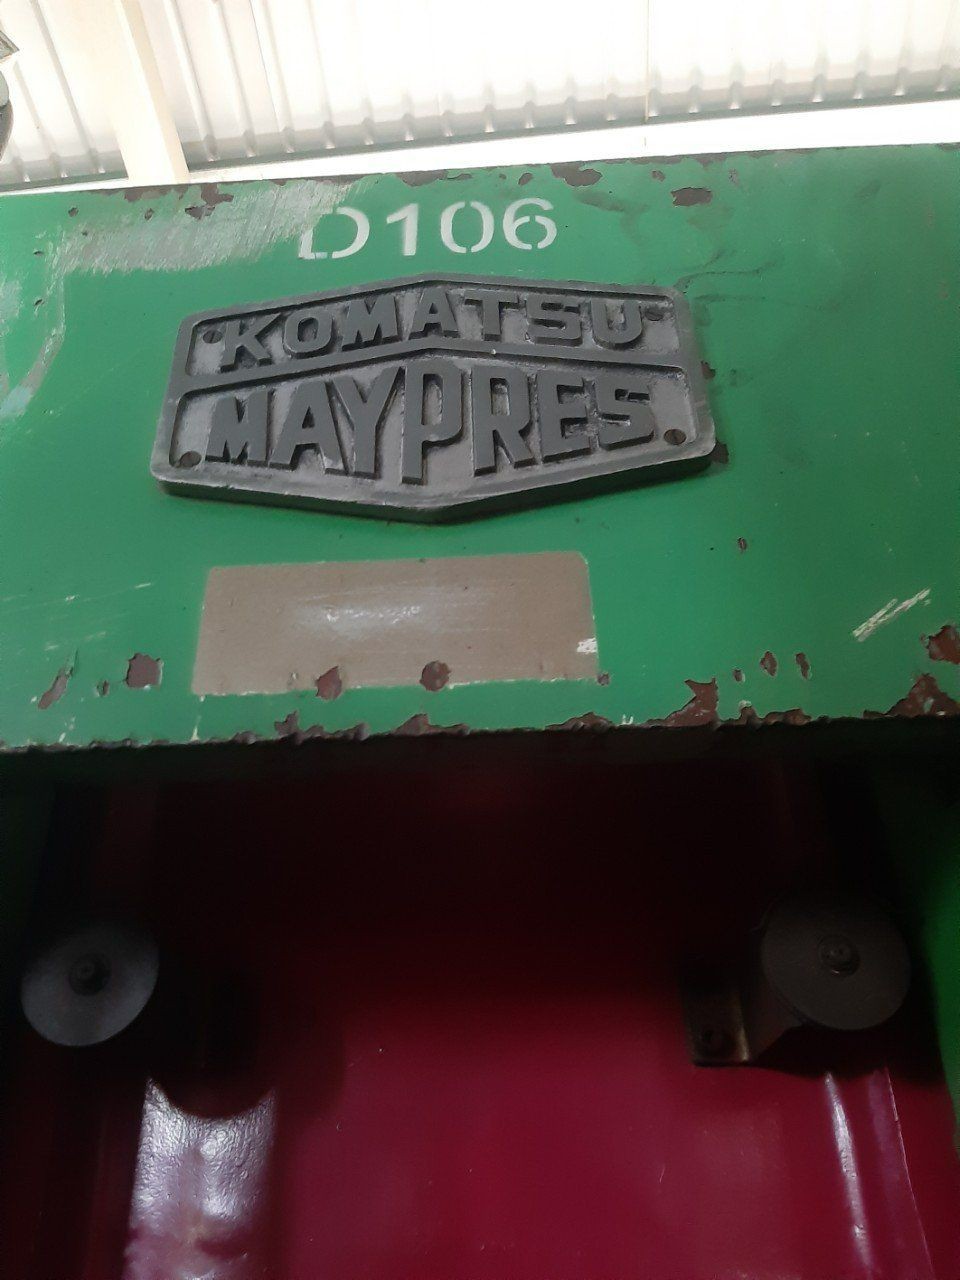 D106
KOMATSU
MAYPRES